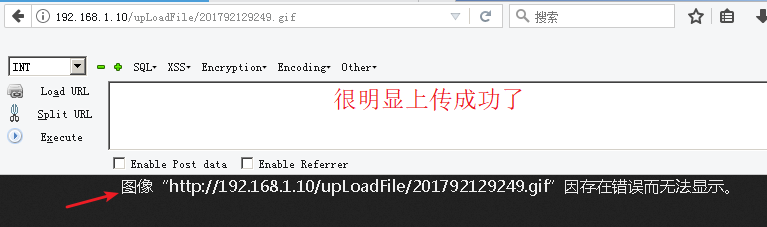 192.168.1.10/upLoadFile/201792129249.gif
搜索
INT
SQL▾ XSS▾ Encryption▾ Encoding▾ Other▾
Load URL
Split URL
Execute
很明显上传成功了
Enable Post data Enable Referrer
图像“http://192.168.1.10/upLoadFile/201792129249.gif”因存在错误而无法显示。